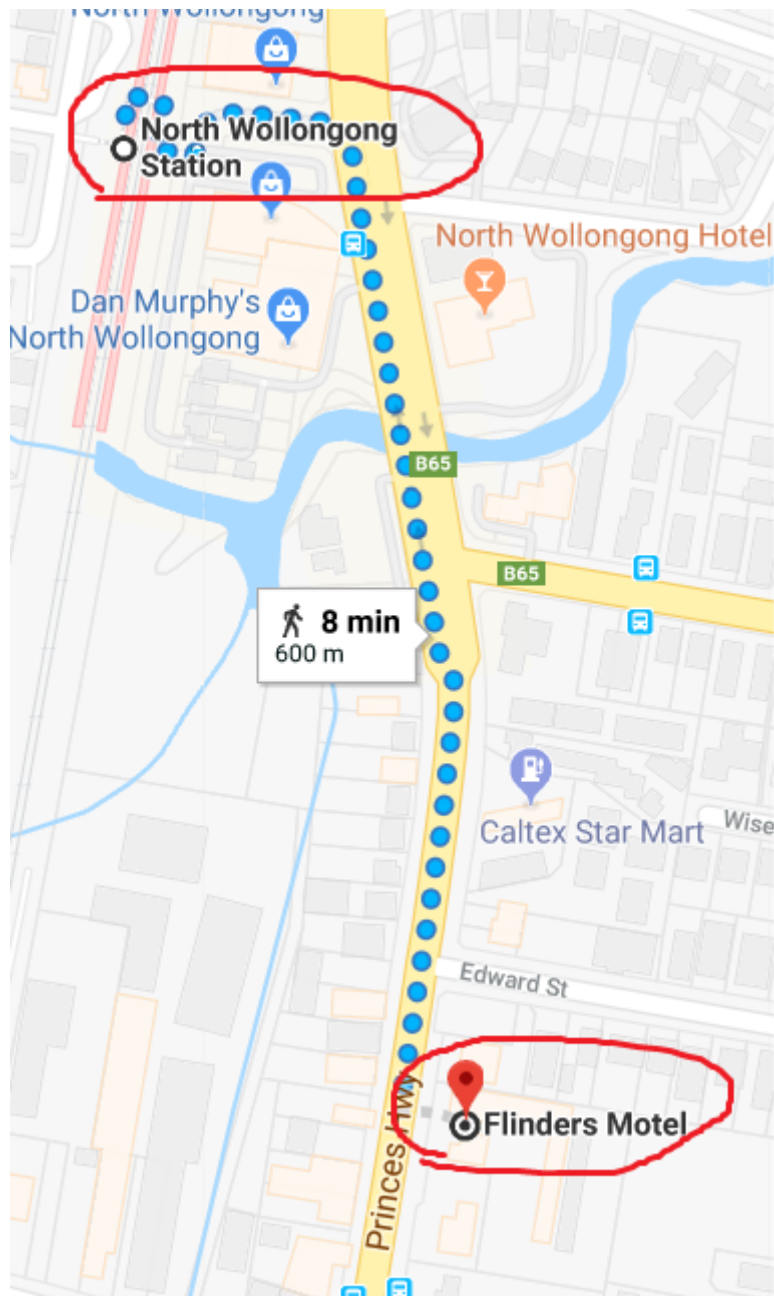 North Wollongong
North Wollongong
Station
North Wollongong Hotel
Dan Murphy's
North Wollongong
B65
B65
8 min
600 m
Caltex Star Mart
Wise
Edward St
Flinders Motel
Princes Hwy